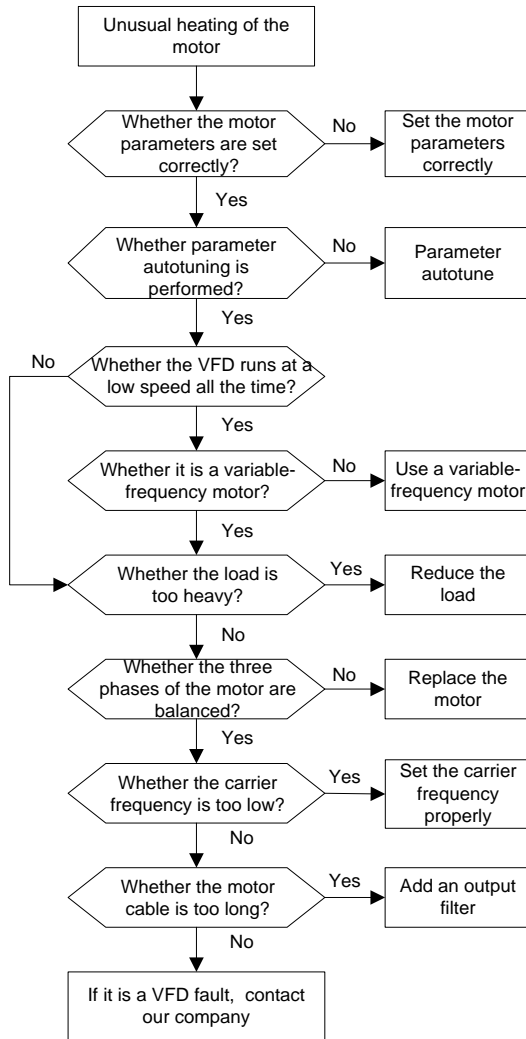 Unusual heating of the
motor
Whether the motor
parameters are set
correctly?
No
Set the motor
parameters
correctly
Yes
Whether parameter
autotuning is
performed?
No
Parameter
autotune
Yes
No
Whether the VFD runs at a
low speed all the time?
Yes
Whether it is a variable-
frequency motor?
No
Use a variable-
frequency motor
Yes
Whether the load is
too heavy?
Yes
Reduce the
load
No
Whether the three
phases of the motor are
balanced?
No
Replace the
motor
Yes
Whether the carrier
frequency is too low?
Yes
Set the carrier
frequency
properly
No
Whether the motor
cable is too long?
Yes
Add an output
filter
No
If it is a VFD fault, contact
our company